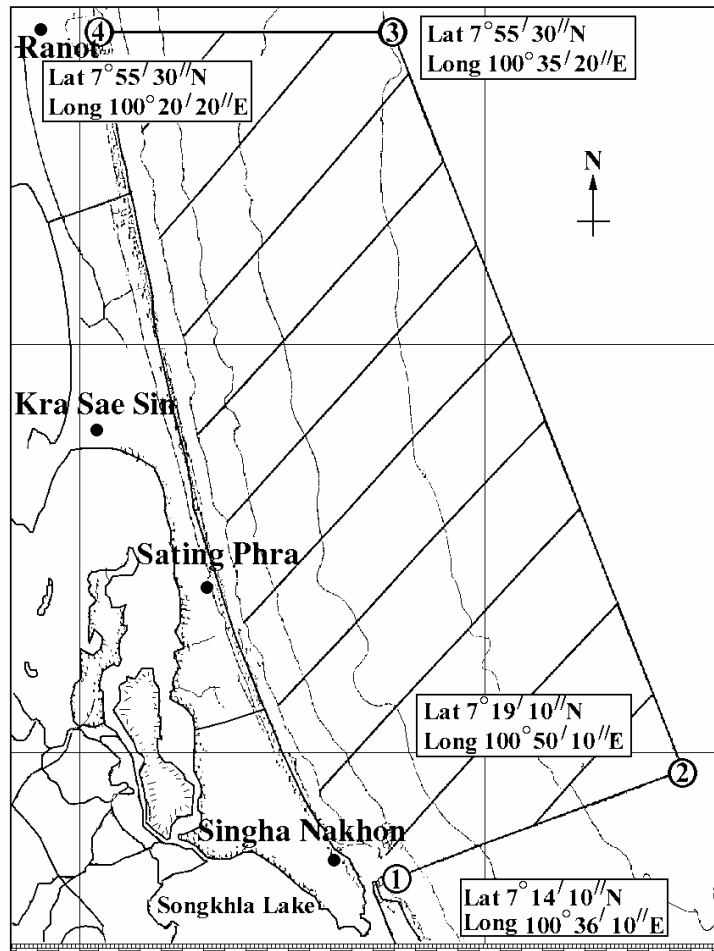 ④
③
Ranot
Lat 7° 55′ 30″N
Long 100° 35′ 20″E
Lat 7° 55′ 30″N
Long 100° 20′ 20″E
N
Kra Sae Sin
Sating Phra
Lat 7° 19′ 10″N
Long 100° 50′ 10″E
②
Singha Nakhon
①
Lat 7° 14′ 10″N
Long 100° 36′ 10″E
Songkhla Lake